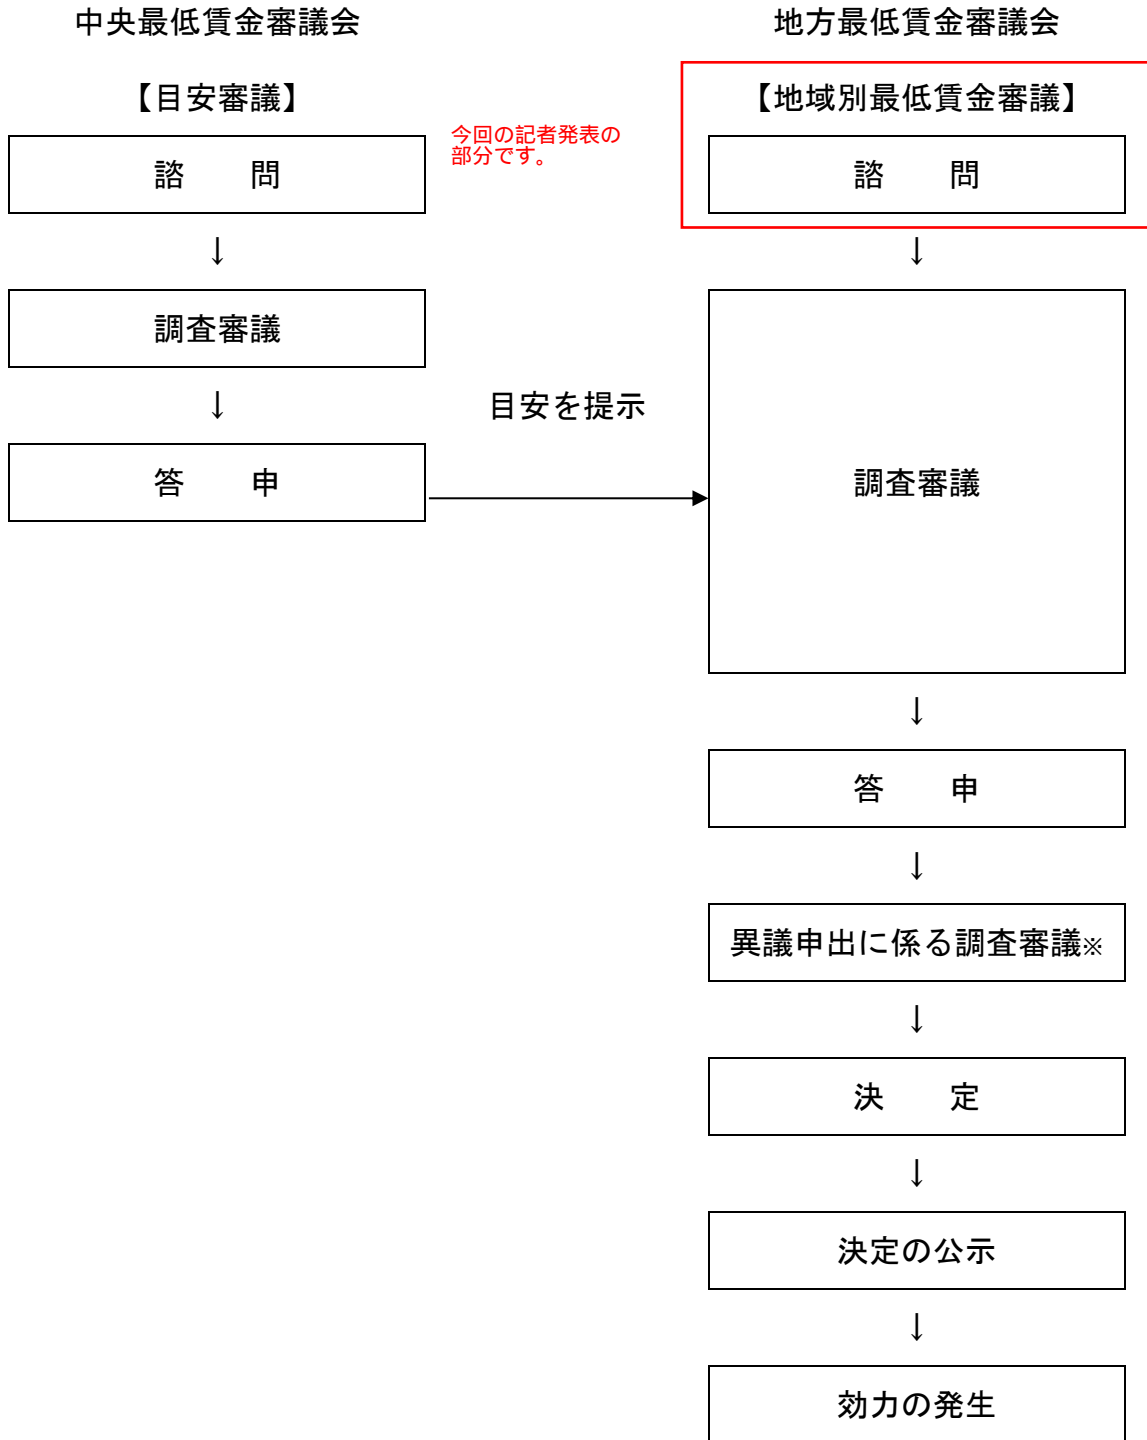 中央最低賃金審議会
地方最低賃金審議会
【目安審議】
【地域別最低賃金審議】
今回の記者発表の
部分です。
諮 問
諮 問
↓
↓
調査審議
↓
目安を提示
答 申
調査審議
↓
答 申
↓
異議申出に係る調査審議※
↓
決 定
↓
決定の公示
↓
効力の発生